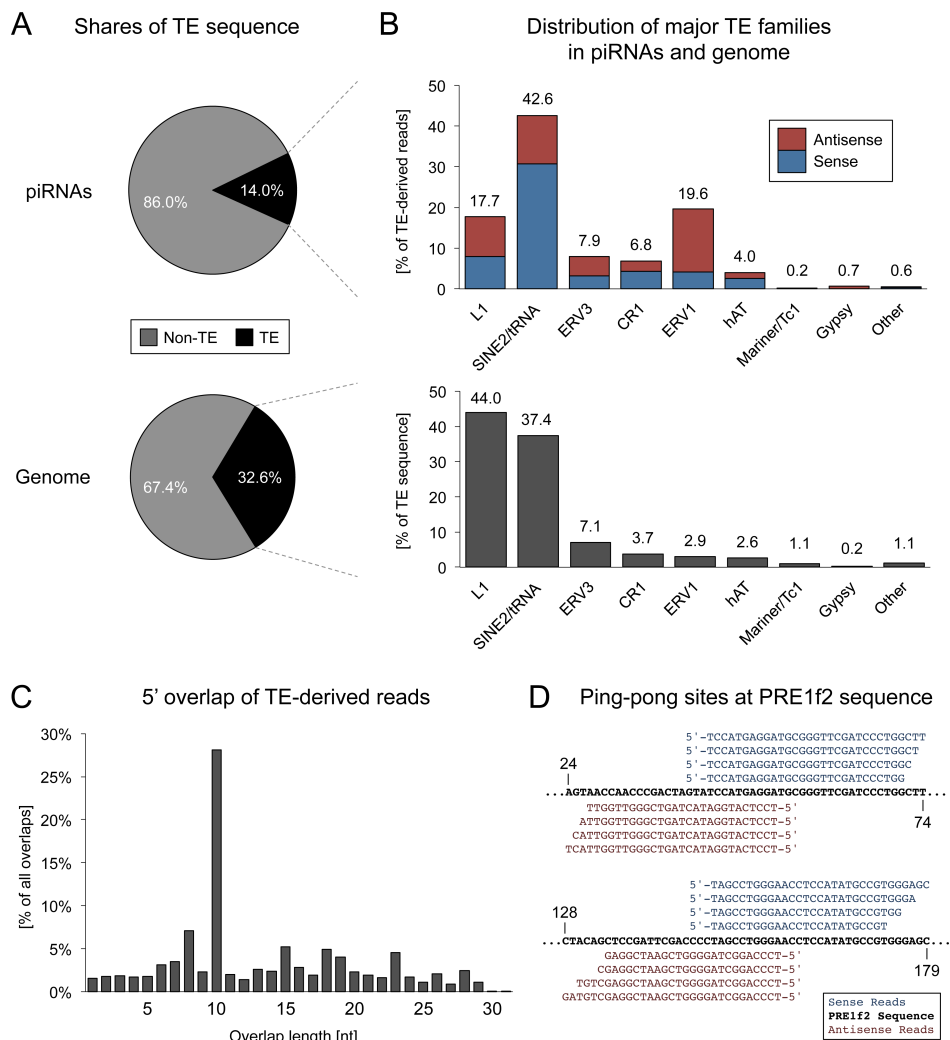 A
Shares of TE sequence
piRNAs
86.0%
14.0%
Non-TE
TE
Genome
67.4%
32.6%
B
Distribution of major TE families
in piRNAs and genome
[% of TE-derived reads]
50
40
30
20
10
0
17.7
42.6
7.9
6.8
19.6
4.0
0.2
0.7
0.6
Antisense
Sense
L1
SINE2/tRNA
ERV3
CR1
ERV1
hAT
Mariner/Tc1
Gypsy
Other
[% of TE sequence]
50
40
30
20
10
0
44.0
37.4
7.1
3.7
2.9
2.6
1.1
0.2
1.1
L1
SINE2/tRNA
ERV3
CR1
ERV1
hAT
Mariner/Tc1
Gypsy
Other
C
5’ overlap of TE-derived reads
[% of all overlaps]
30%
25%
20%
15%
10%
5%
0%
5
10
15
20
25
30
Overlap length [nt]
D
Ping-pong sites at PRE1f2 sequence
5'-TCCATGAGGATGCGGGTTCGATCCCTGGCTT
5'-TCCATGAGGATGCGGGTTCGATCCCTGGCT
5'-TCCATGAGGATGCGGGTTCGATCCCTGGC
5'-TCCATGAGGATGCGGGTTCGATCCCTGG
24
...AGTAACCAACCCGACTAGTATCCATGAGGATGCGGGTTCGATCCCTGGCTT...
74
TTGGTTGGGCTGATCATAGGTACTCCT-5'
ATTGGTTGGGCTGATCATAGGTACTCCT-5'
CATTGGTTGGGCTGATCATAGGTACTCCT-5'
TCATTGGTTGGGCTGATCATAGGTACTCCT-5'
5'-TAGCCTGGGAACCTCCATATGCCGTGGGAGC
5'-TAGCCTGGGAACCTCCATATGCCGTGGGA
5'-TAGCCTGGGAACCTCCATATGCCGTGG
5'-TAGCCTGGGAACCTCCATATGCCGT
128
...CTACAGCTCCGATTCGACCCCTAGCCTGGGAACCTCCATATGCCGTGGGAGC...
179
GAGGCTAAGCTGGGGATCGGACCCT-5'
CGAGGCTAAGCTGGGGATCGGACCCT-5'
TGTCGAGGCTAAGCTGGGGATCGGACCCT-5'
GATGTCGAGGCTAAGCTGGGGATCGGACCCT-5'
Sense Reads
PRE1f2 Sequence
Antisense Reads